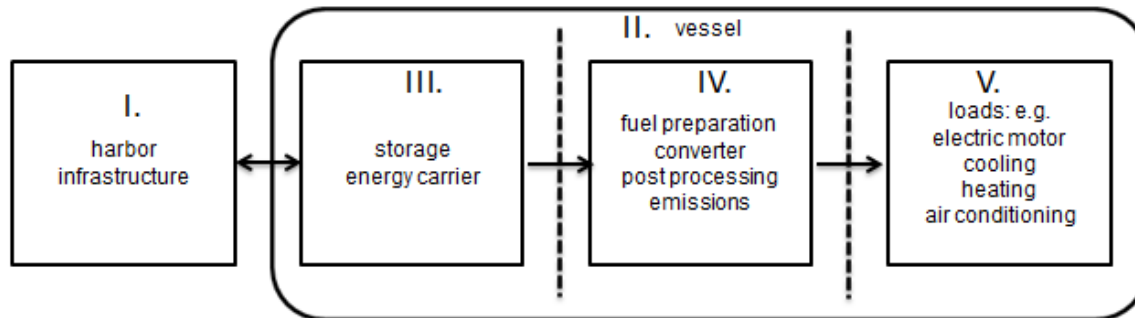 II. vessel
I.
harbor
infrastructure
III.
storage
energy carrier
IV.
fuel preparation
converter
post processing
emissions
V.
loads: e.g.
electric motor
cooling
heating
air conditioning